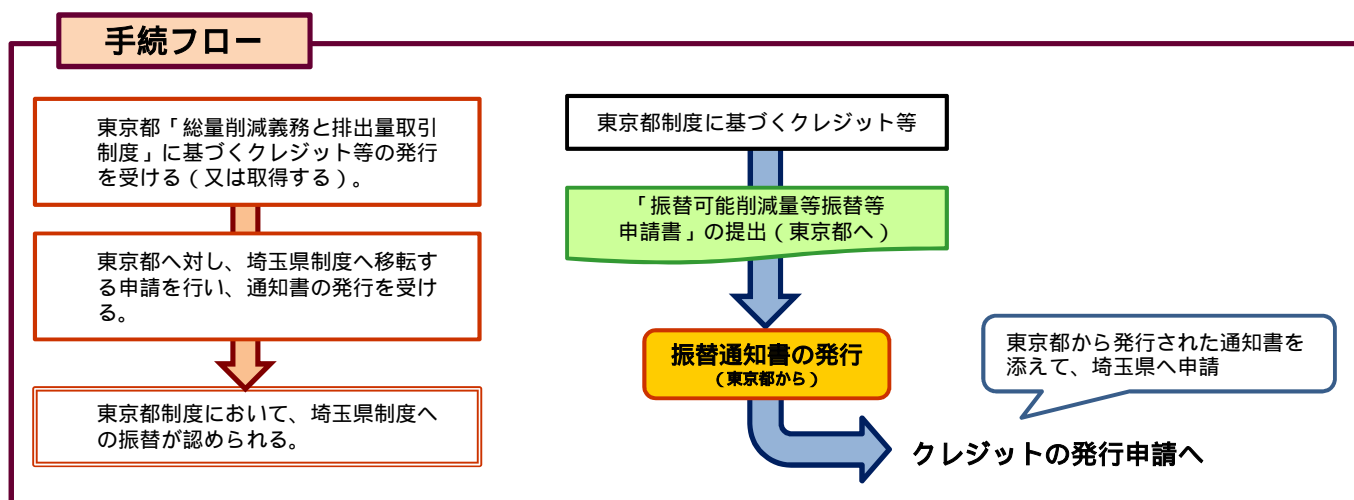 手続フロー
東京都「総量削減義務と排出量取引
制度」に基づくクレジット等の発行
を受ける（又は取得する）。
東京都へ対し、埼玉県制度へ移転す
る申請を行い、通知書の発行を受け
る。
東京都制度において、埼玉県制度へ
の振替が認められる。
東京都制度に基づくクレジット等
「振替可能削減量等振替等
申請書」の提出（東京都へ）
振替通知書の発行
（東京都から）
東京都から発行された通知書を
添えて、埼玉県へ申請
クレジットの発行申請へ